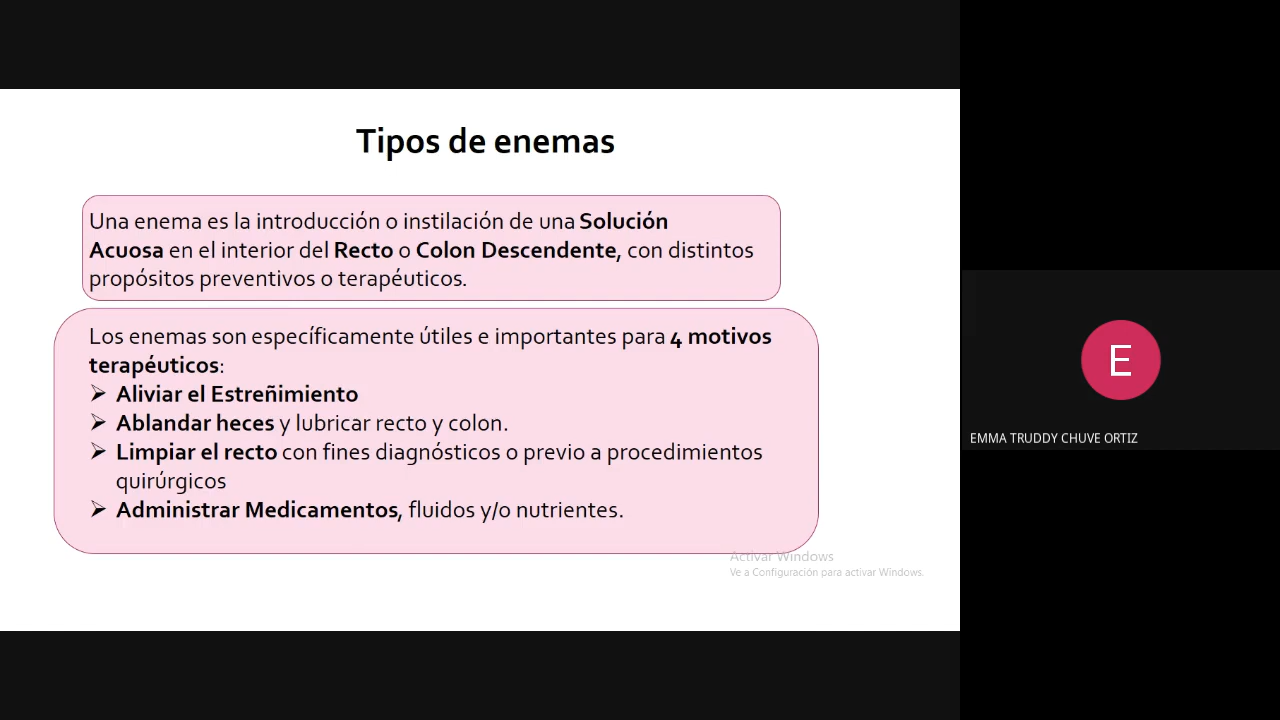 Tipos de enemas
Una enema es la introducción o instilación de una Solución
Acuosa en el interior del Recto o Colon Descendente, con distintos
propósitos preventivos o terapéuticos.
Los enemas son específicamente útiles e importantes para 4 motivos
terapéuticos:
➢ Aliviar el Estreñimiento
➢ Ablandar heces y lubricar recto y colon.
➢ Limpiar el recto con fines diagnósticos o previo a procedimientos
quirúrgicos
➢ Administrar Medicamentos, fluidos y/o nutrientes.
Activar Windows
Ve a Configuración para activar Windows.
E
EMMA TRUDDY CHUVE ORTIZ